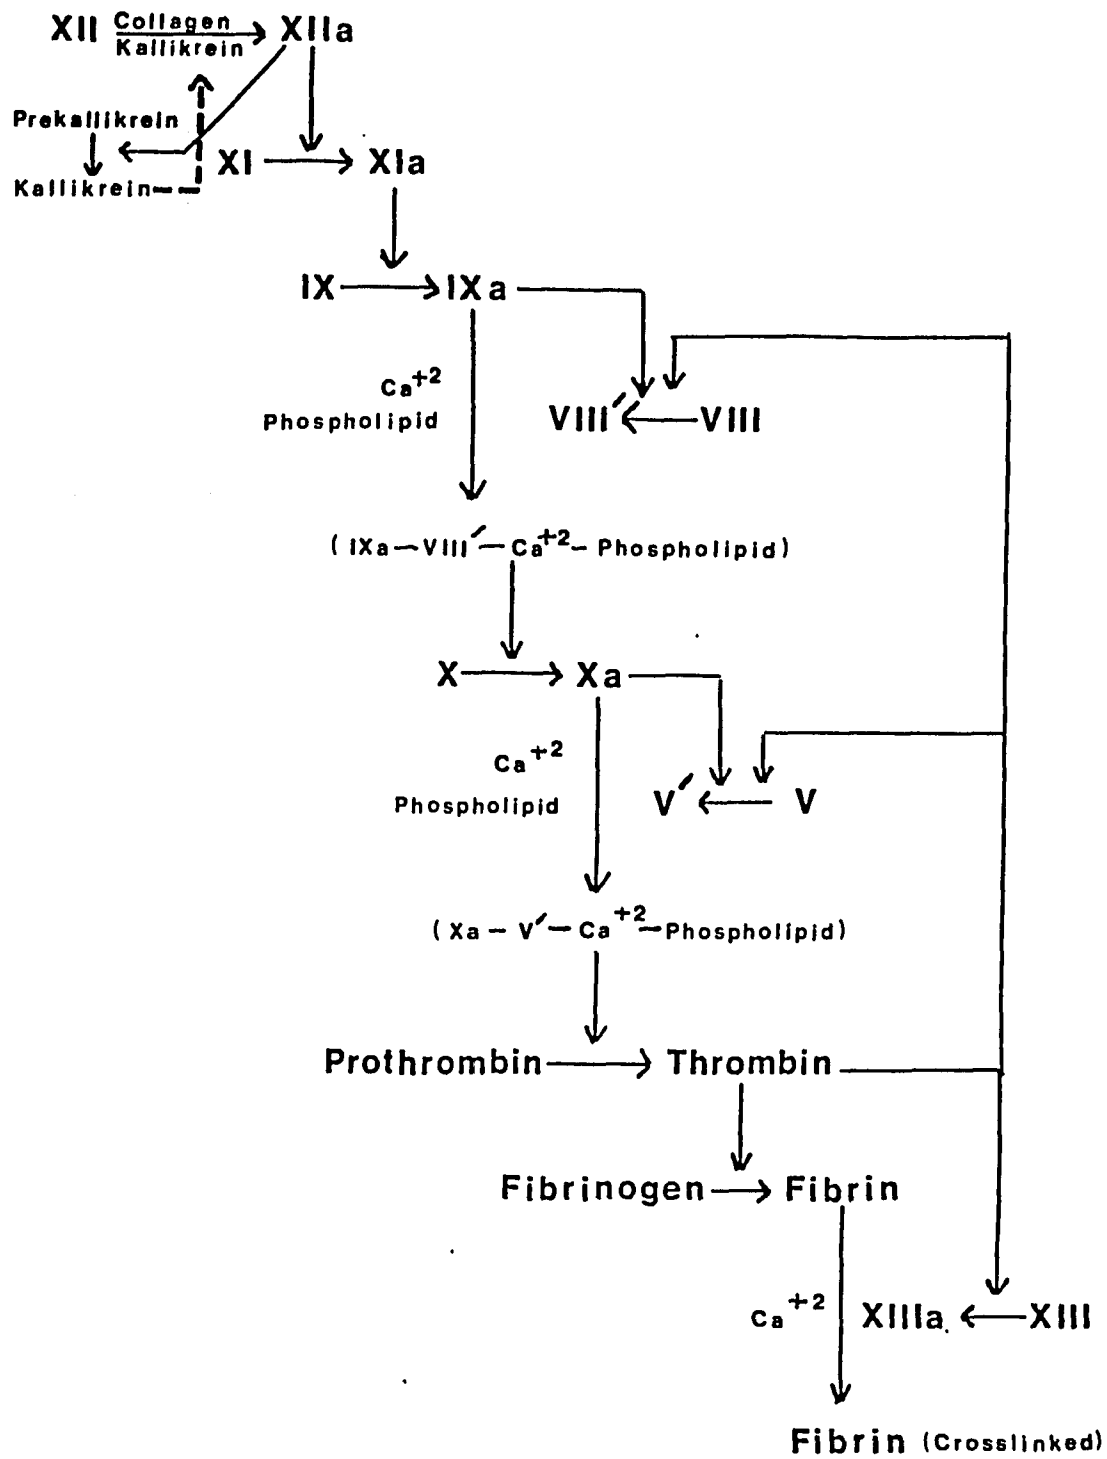 XII Collagen XIIa
Kallikrein
Prekallikrein
XI XIa
Kallikrein
IX IXa
Ca+2
Phospholipid VIII′ VIII
(IXa—VIII′—Ca+2—Phospholipid)
X Xa
Ca+2
Phospholipid V′ V
(Xa—V′—Ca+2—Phospholipid)
Prothrombin Thrombin
Fibrinogen Fibrin
Ca+2 XIIIa XIII
Fibrin (Crosslinked)